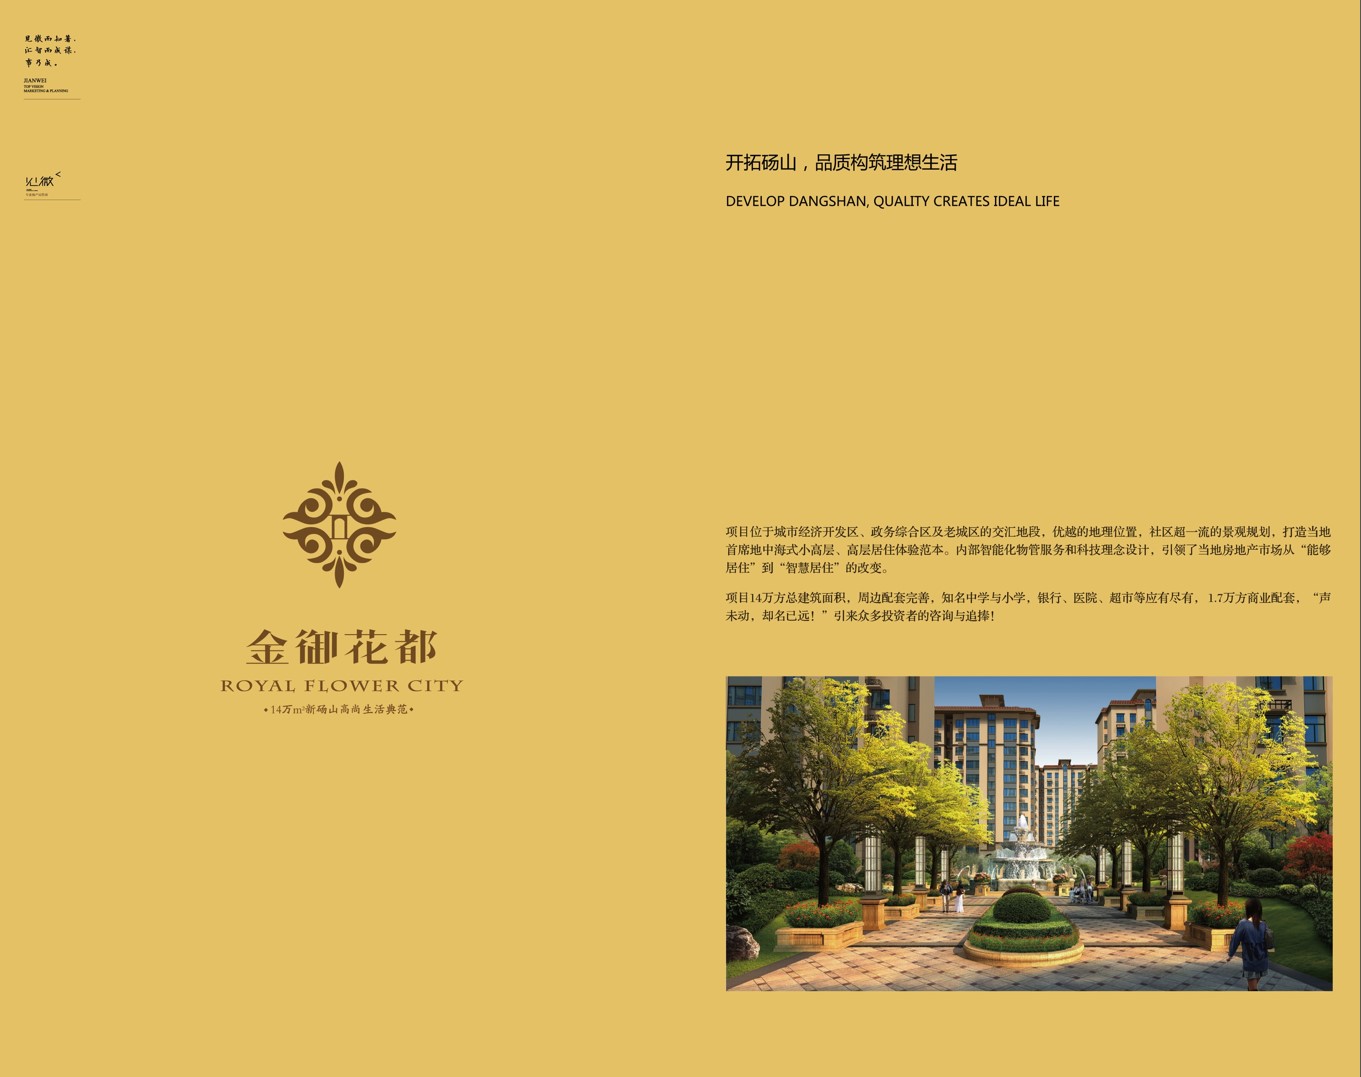 见微而知著，
汇智而成谋，
事乃成。
JIANWEI
TOP VISION
MARKETING & PLANNING
见微
开拓砀山，品质构筑理想生活
DEVELOP DANGSHAN, QUALITY CREATES IDEAL LIFE
金御花都
ROYAL FLOWER CITY
•14万m²新砀山高尚生活典范•
项目位于城市经济开发区、政务综合区及老城区的交汇地段，优越的地理位置，社区超一流的景观规划，打造当地
首席地中海式小高层、高层居住体验范本。内部智能化物管服务和科技理念设计，引领了当地房地产市场从“能够
居住”到“智慧居住”的改变。
项目14万方总建筑面积，周边配套完善，知名中学与小学，银行、医院、超市等应有尽有， 1.7万方商业配套，“声
未动，却名已远！”引来众多投资者的咨询与追捧！